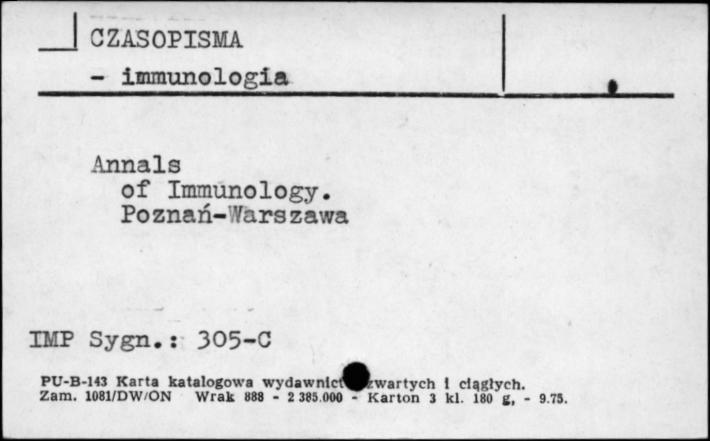 CZASOPISMA
- immunologia
Annals
of Immunology.
Poznań-Warszawa
IMP Sygn.: 305-C
PU-B-143 Karta katalogowa wydawnict zwartych i ciągłych.
Zam. 1081/DW/ON Wrak 888 - 2 385.000 - Karton 3 kl. 180 g, - 9.75.